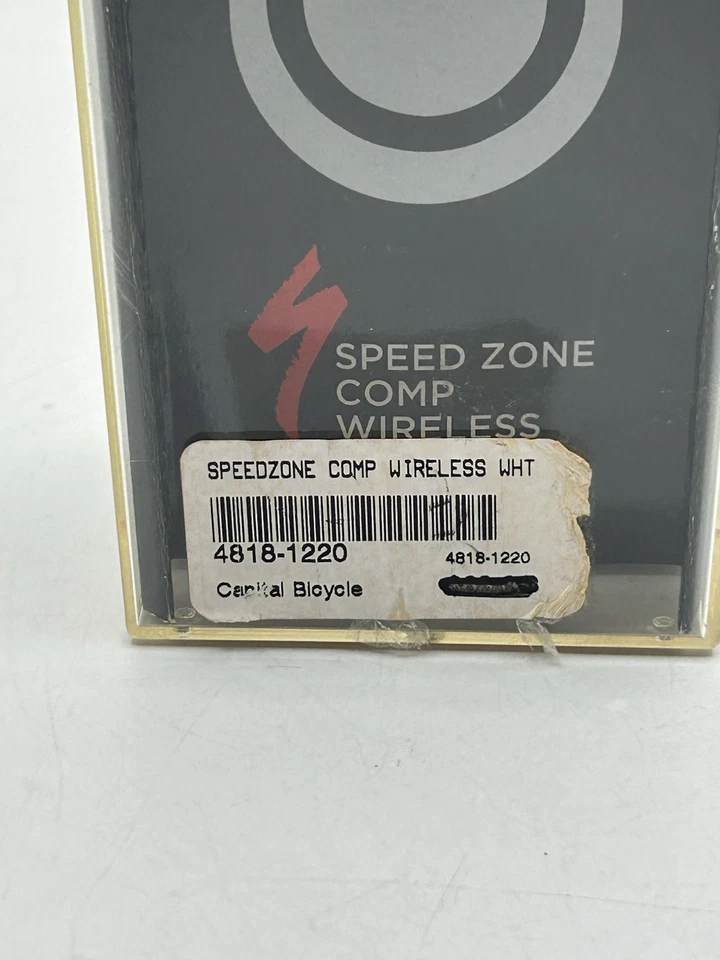 SPEED ZONE
COMP
WIRELESS
SPEEDZONE COMP WIRELESS WHT
4818-1220
4818-1220
Capital Bicycle